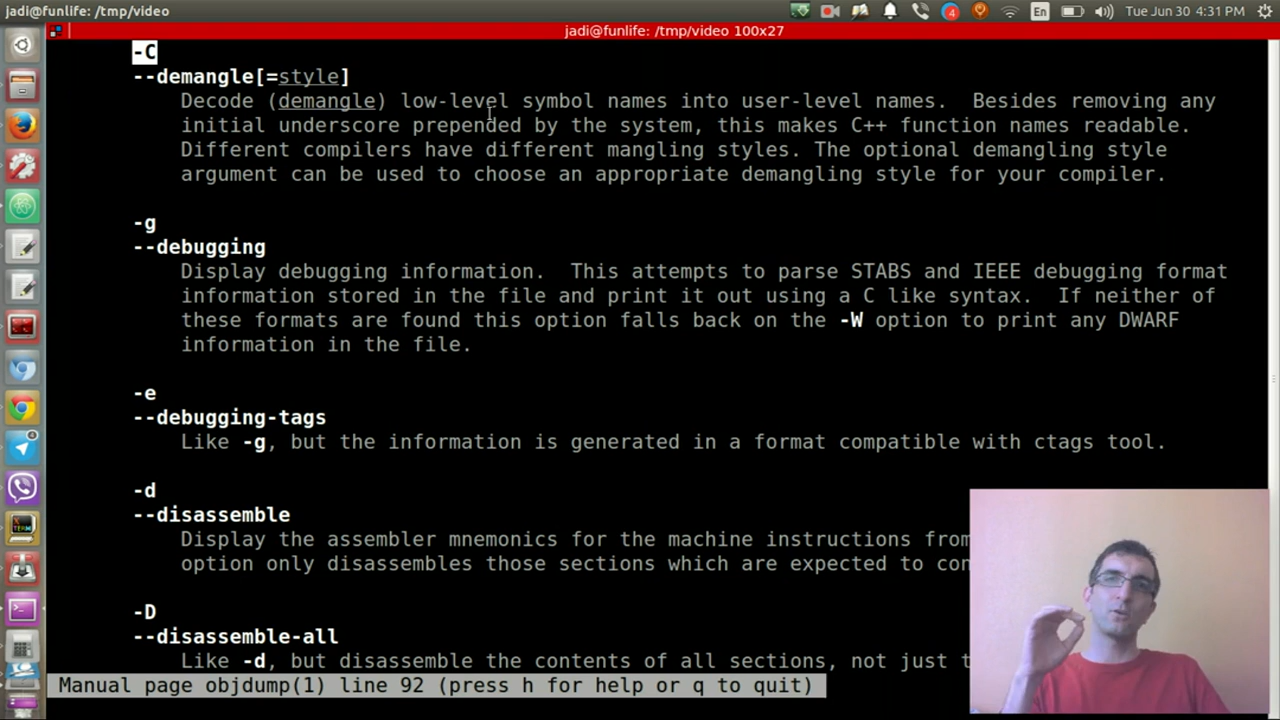 jadi@funlife: /tmp/video
4
En
Tue Jun 30 4:31 PM
jadi@funlife: /tmp/video 100x27
-C
--demangle[=style]
Decode (demangle) low-level symbol names into user-level names.  Besides removing any
initial underscore prepended by the system, this makes C++ function names readable.
Different compilers have different mangling styles. The optional demangling style
argument can be used to choose an appropriate demangling style for your compiler.
-g
--debugging
Display debugging information.  This attempts to parse STABS and IEEE debugging format
information stored in the file and print it out using a C like syntax.  If neither of
these formats are found this option falls back on the -W option to print any DWARF
information in the file.
-e
--debugging-tags
Like -g, but the information is generated in a format compatible with ctags tool.
-d
--disassemble
Display the assembler mnemonics for the machine instructions from
option only disassembles those sections which are expected to con
-D
--disassemble-all
Like -d, but disassemble the contents of all sections, not just t
Manual page objdump(1) line 92 (press h for help or q to quit)